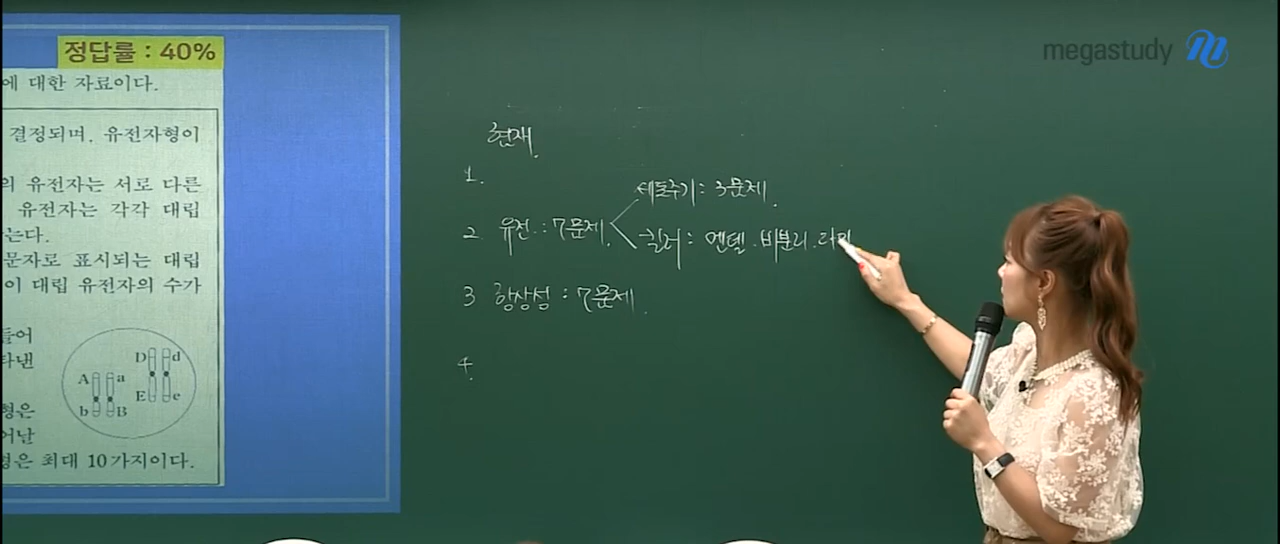 정답률 : 40%
에 대한 자료이다.
결정되며, 유전자형이
의 유전자는 서로 다른
유전자는 각각 대립
는다.
문자로 표시되는 대립
이 대립 유전자의 수가
들어
타낸
A a D d
b B E e
형은
어날
형은 최대 10가지이다.
megastudy
현재.
1.
2. 유전 : 7문제.
세포주기 : 3문제.
킬러 : 멘델. 비분리. 다면
3 항상성 : 7문제.
4.